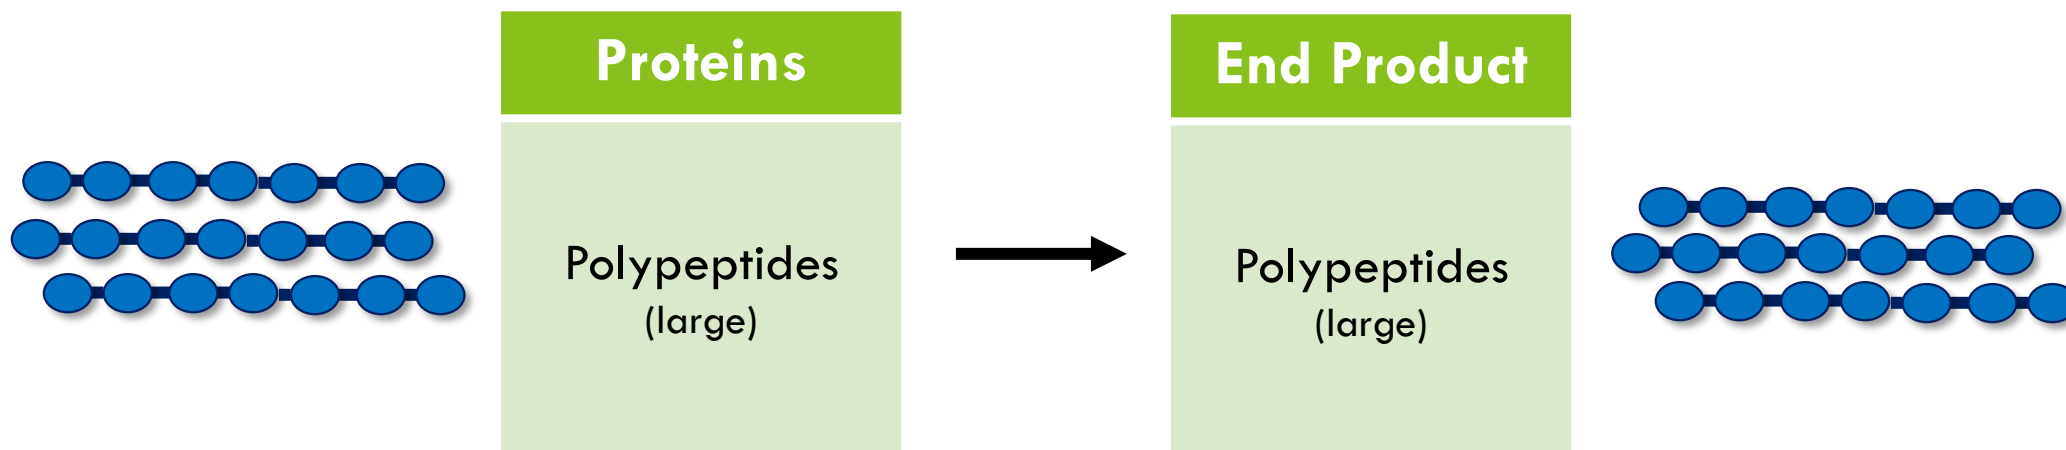 Proteins
Polypeptides
(large)
End Product
Polypeptides
(large)